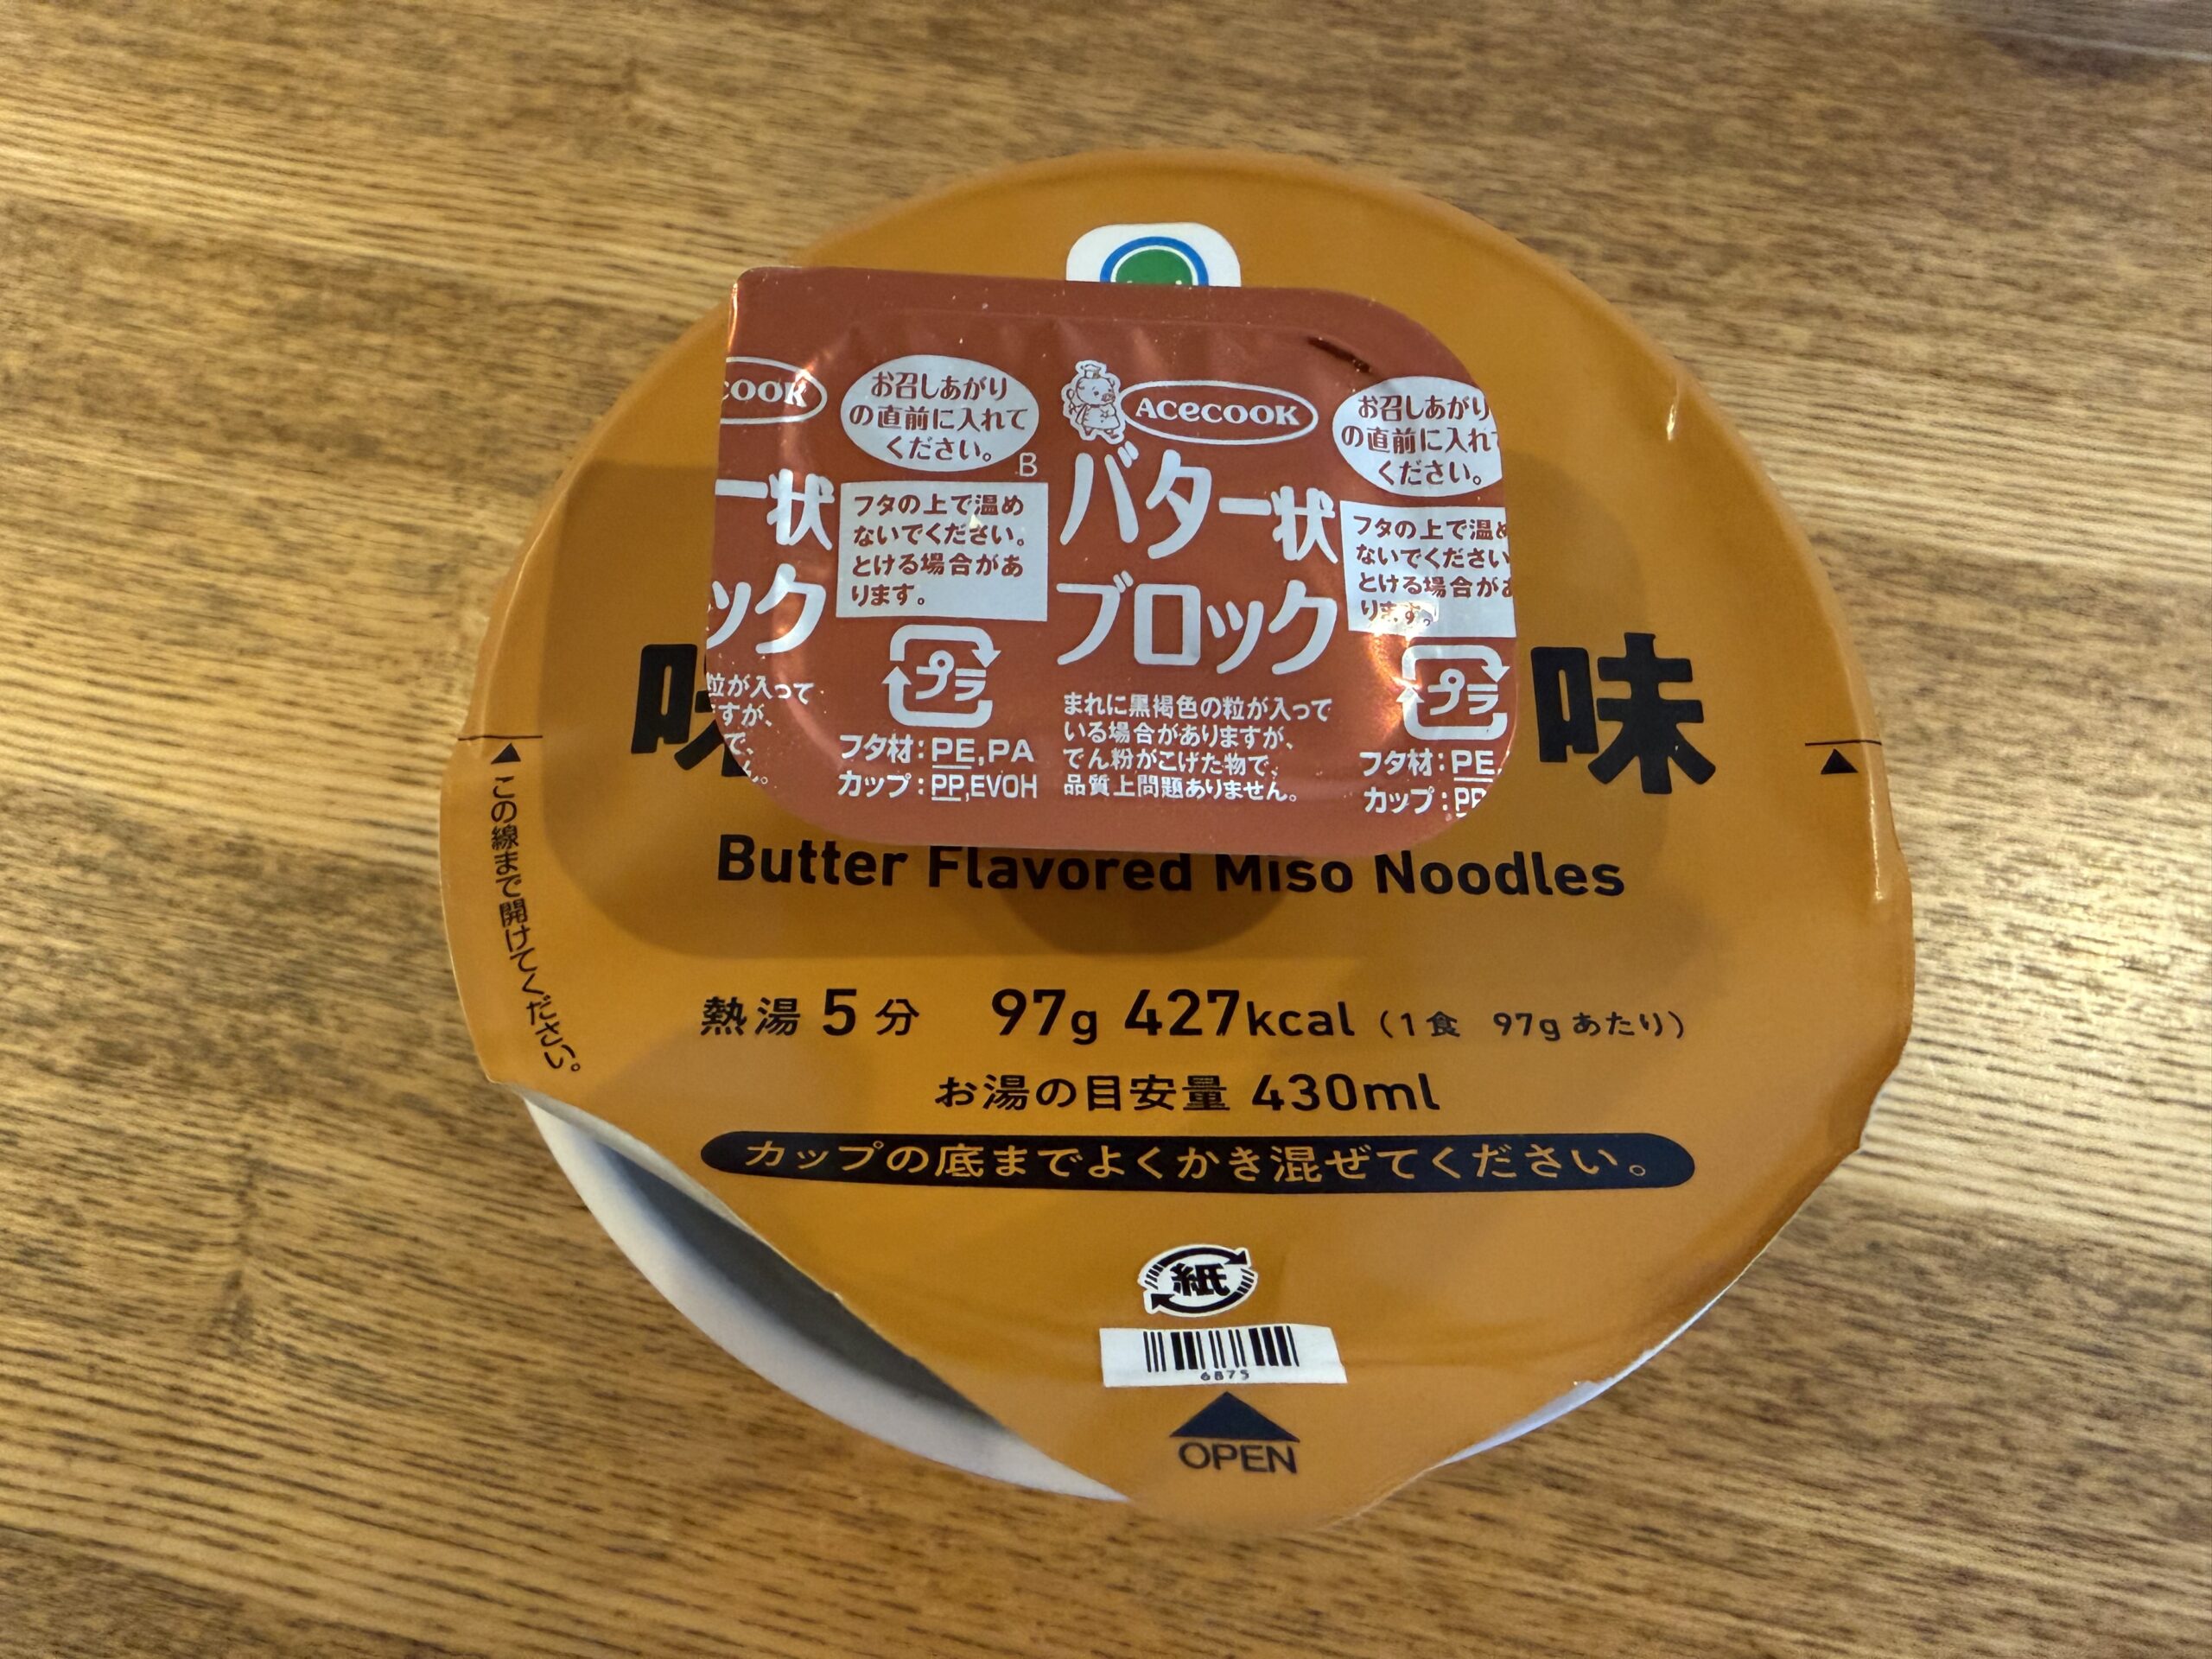 COOK
ー状
ック
粒が入って
すが、
で、
ん。
お召しあがり
の直前に入れて
ください。
B
フタの上で温め
ないでください。
とける場合があ
ります。
プラ
フタ材：PE,PA
カップ：PP,EVOH
ACECOOK
バター状
ブロック
まれに黒褐色の粒が入って
いる場合がありますが、
でん粉がこげた物で、
品質上問題ありません。
お召しあがり
の直前に入れて
ください。
フタの上で温め
ないでください
とける場合があ
ります。
プラ
フタ材：PE,
カップ：PP
味
味
Butter Flavored Miso Noodles
この線まで開けてください。
熱湯5分 97g 427kcal（1食 97gあたり）
お湯の目安量 430ml
カップの底までよくかき混ぜてください。
紙
6875
OPEN